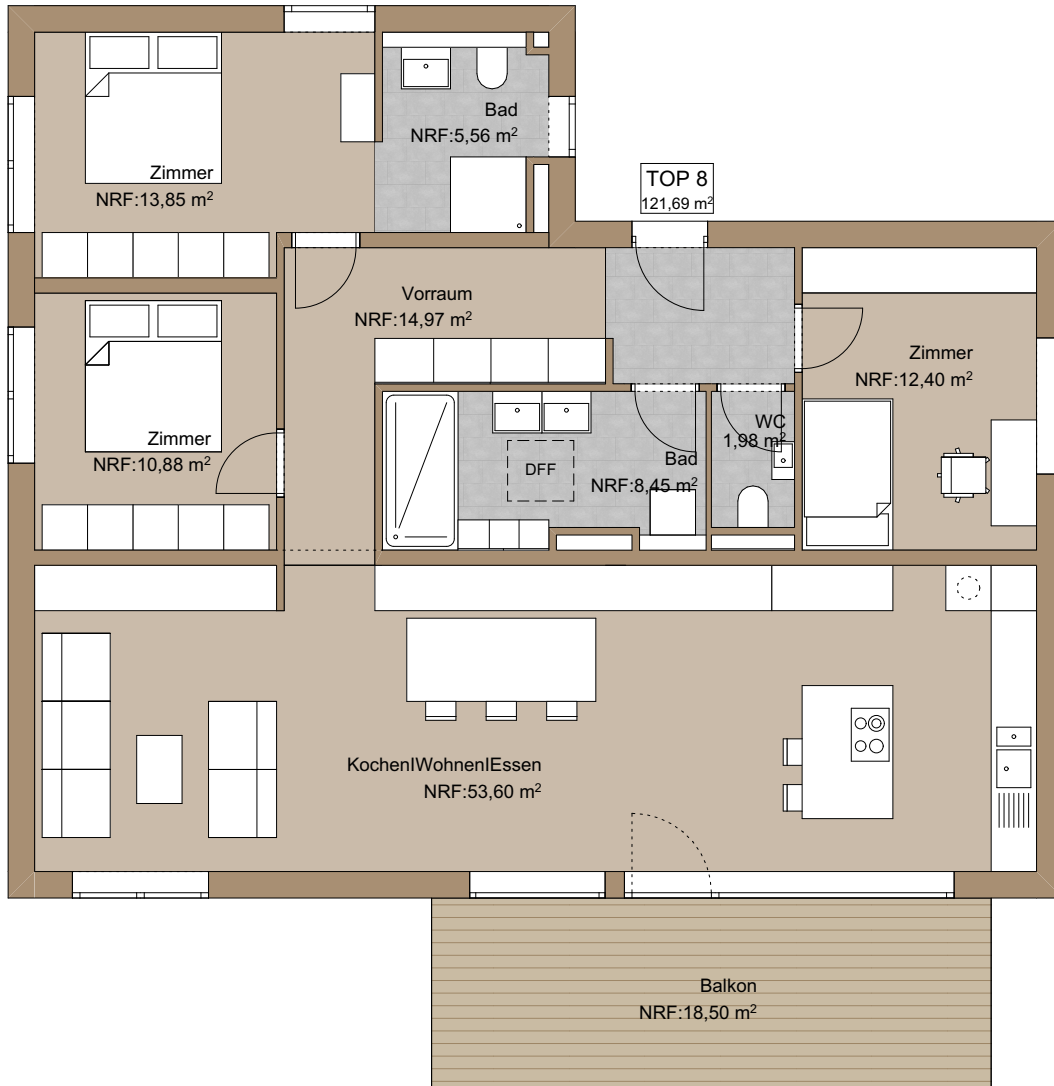 Bad
NRF:5,56 m²
Zimmer
NRF:13,85 m²
TOP 8
121,69 m²
Vorraum
NRF:14,97 m²
Zimmer
NRF:12,40 m²
Zimmer
NRF:10,88 m²
WC
1,98 m²
DFF
Bad
NRF:8,45 m²
KochenIWohnenIEssen
NRF:53,60 m²
Balkon
NRF:18,50 m²